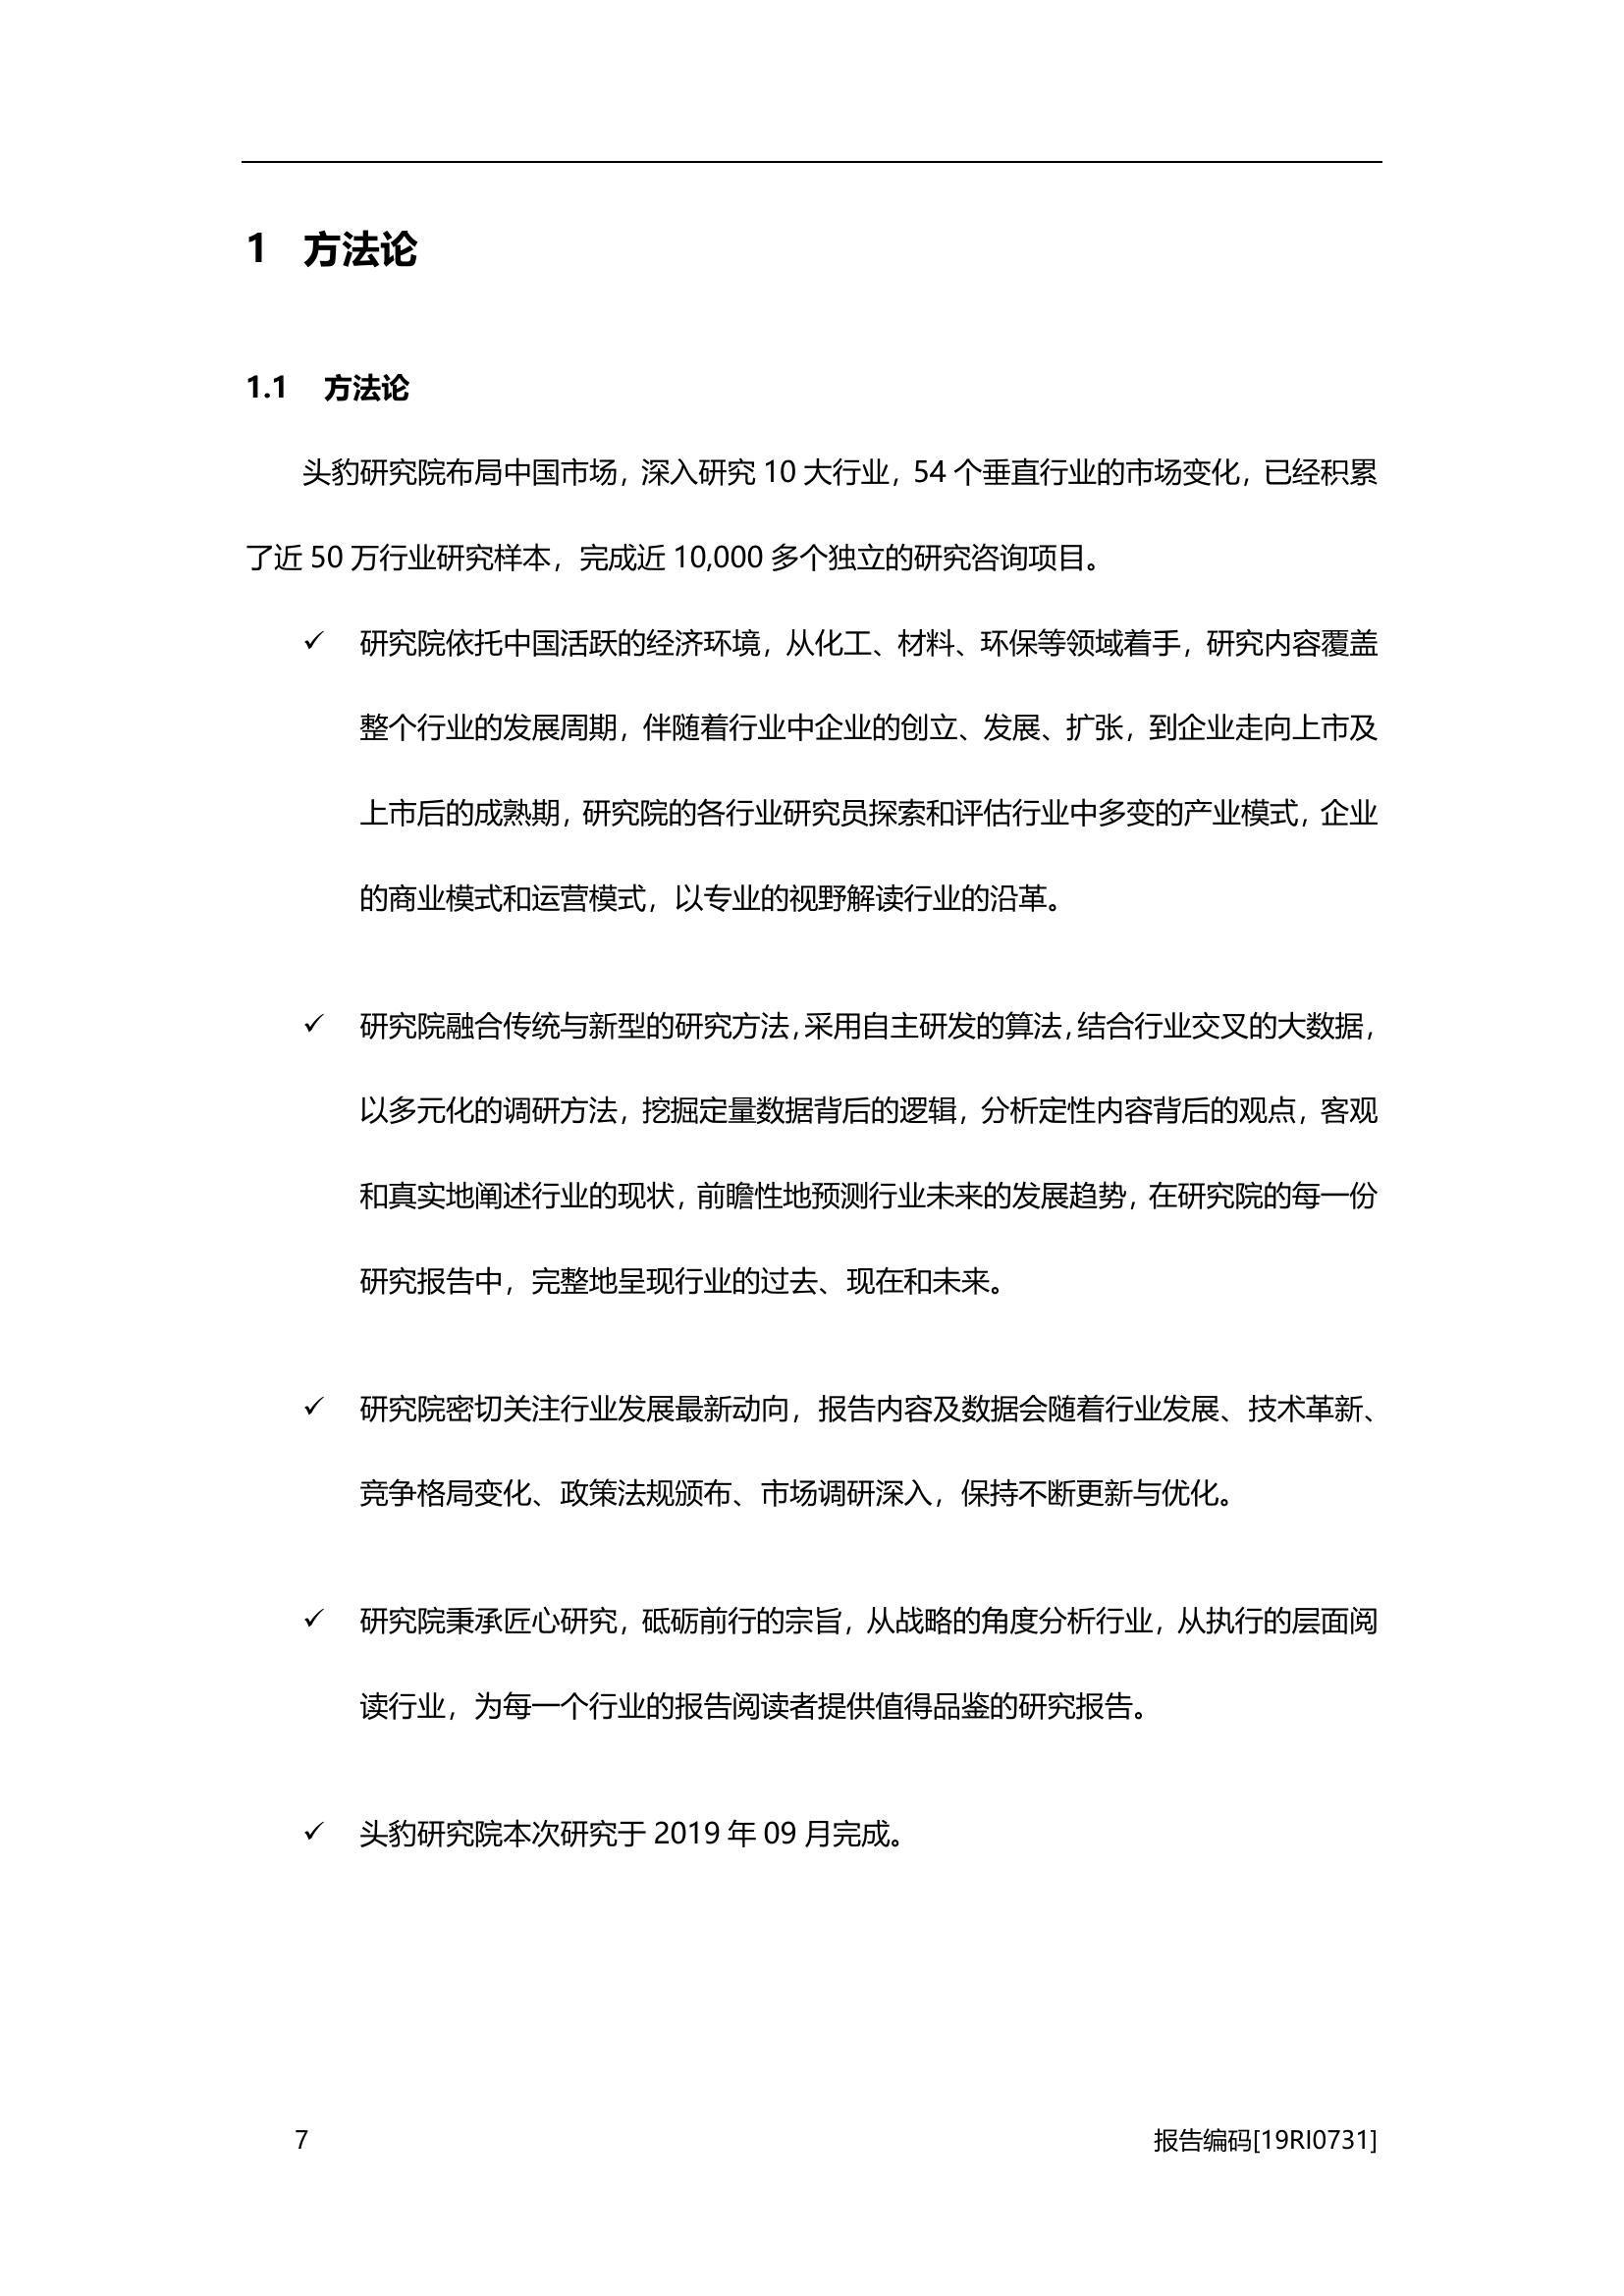 1 方法论
1.1 方法论
头豹研究院布局中国市场，深入研究 10 大行业，54 个垂直行业的市场变化，已经积累
了近 50 万行业研究样本，完成近 10,000 多个独立的研究咨询项目。
✓ 研究院依托中国活跃的经济环境，从化工、材料、环保等领域着手，研究内容覆盖
整个行业的发展周期，伴随着行业中企业的创立、发展、扩张，到企业走向上市及
上市后的成熟期，研究院的各行业研究员探索和评估行业中多变的产业模式，企业
的商业模式和运营模式，以专业的视野解读行业的沿革。
✓ 研究院融合传统与新型的研究方法，采用自主研发的算法，结合行业交叉的大数据，
以多元化的调研方法，挖掘定量数据背后的逻辑，分析定性内容背后的观点，客观
和真实地阐述行业的现状，前瞻性地预测行业未来的发展趋势，在研究院的每一份
研究报告中，完整地呈现行业的过去、现在和未来。
✓ 研究院密切关注行业发展最新动向，报告内容及数据会随着行业发展、技术革新、
竞争格局变化、政策法规颁布、市场调研深入，保持不断更新与优化。
✓ 研究院秉承匠心研究，砥砺前行的宗旨，从战略的角度分析行业，从执行的层面阅
读行业，为每一个行业的报告阅读者提供值得品鉴的研究报告。
✓ 头豹研究院本次研究于 2019 年 09 月完成。
7 报告编码[19RI0731]